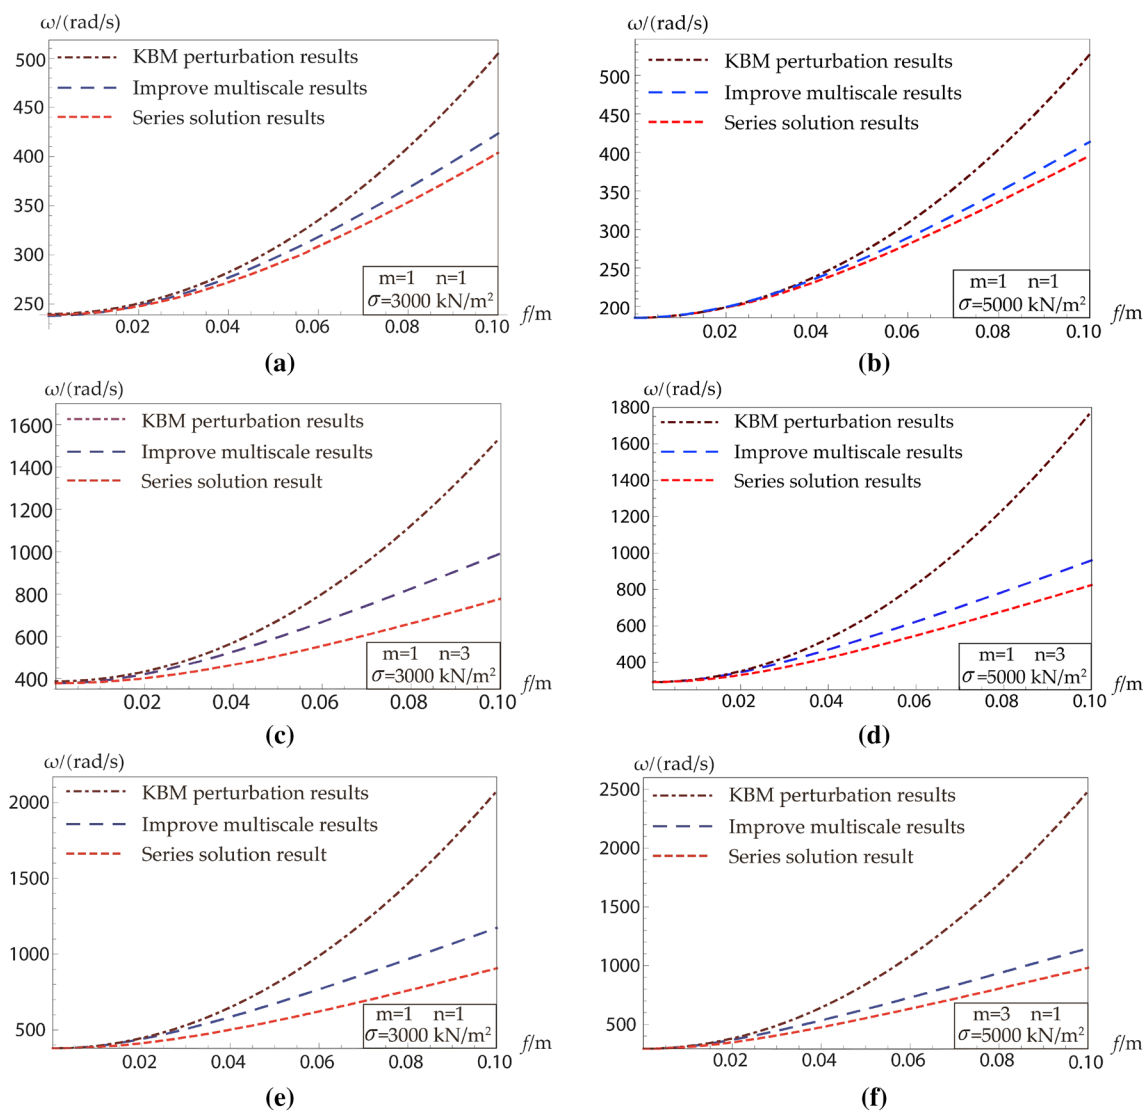 ω/(rad/s)
KBM perturbation results
Improve multiscale results
Series solution results
500
450
400
350
300
250
m=1 n=1
σ=3000 kN/m²
0.02 0.04 0.06 0.08 0.10 f/m
(a)
ω/(rad/s)
KBM perturbation results
Improve multiscale results
Series solution results
500
450
400
350
300
250
200
m=1 n=1
σ=5000 kN/m²
0.02 0.04 0.06 0.08 0.10 f/m
(b)
ω/(rad/s)
KBM perturbation results
Improve multiscale results
Series solution result
1600
1400
1200
1000
800
600
400
m=1 n=3
σ=3000 kN/m²
0.02 0.04 0.06 0.08 0.10 f/m
(c)
ω/(rad/s)
KBM perturbation results
Improve multiscale results
Series solution results
1800
1600
1400
1200
1000
800
600
400
m=1 n=3
σ=5000 kN/m²
0.02 0.04 0.06 0.08 0.10 f/m
(d)
ω/(rad/s)
KBM perturbation results
Improve multiscale results
Series solution result
2000
1500
1000
500
m=1 n=1
σ=3000 kN/m²
0.02 0.04 0.06 0.08 0.10 f/m
(e)
ω/(rad/s)
KBM perturbation results
Improve multiscale results
Series solution result
2500
2000
1500
1000
500
m=3 n=1
σ=5000 kN/m²
0.02 0.04 0.06 0.08 0.10 f/m
(f)